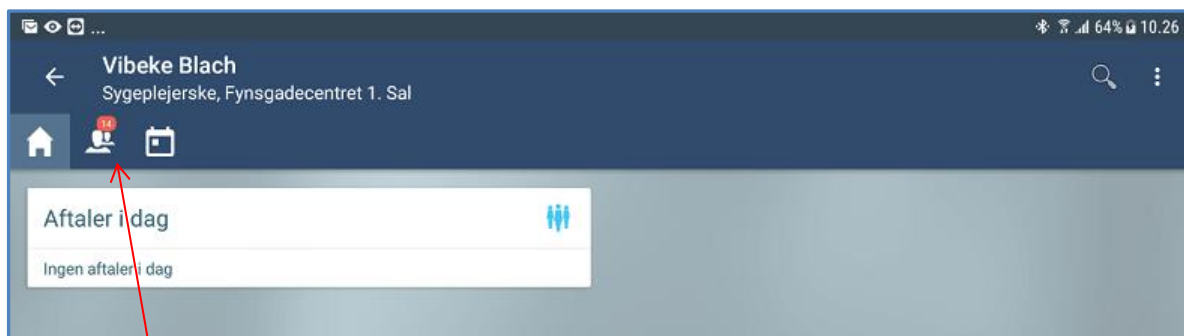 ... 64% 10.26
Vibeke Blach
Sygeplejerske, Fynsgadecentret 1. Sal
14
Aftaler i dag
Ingen aftaler i dag